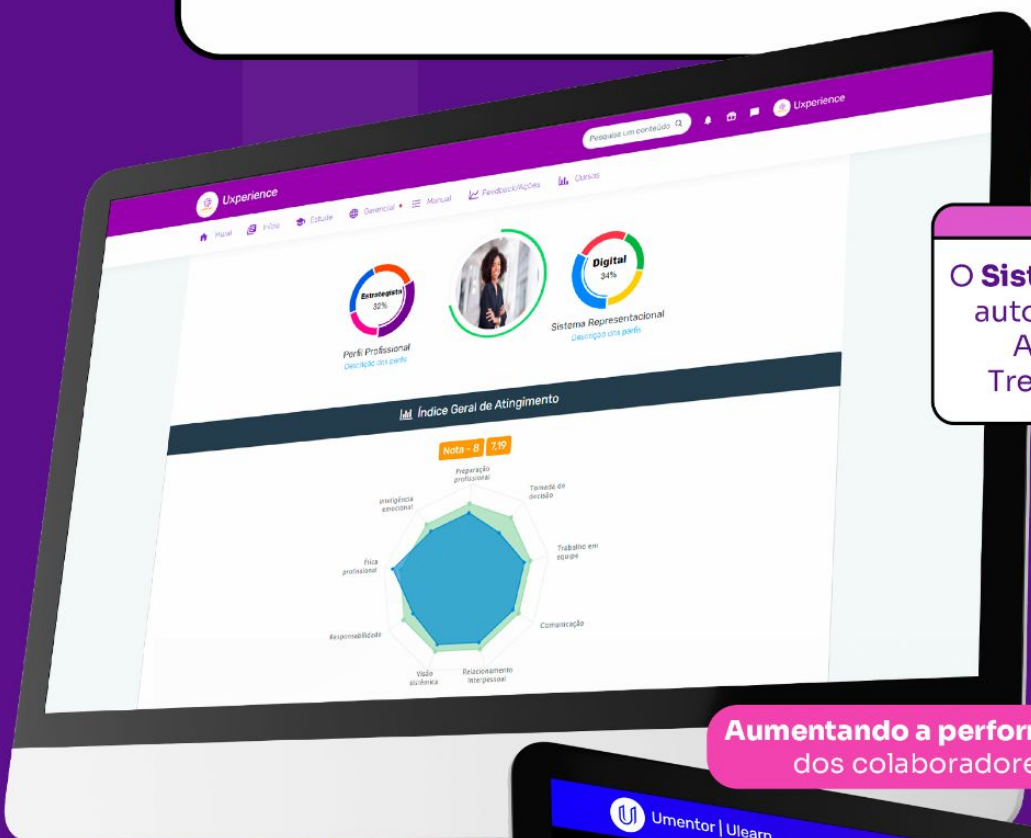 Pesquise um conteúdo
Uxperience
Uxperience
Mural
Início
Estude
Gerencial
Manual
Feedback/Ações
Cursos
Estrategista
32%
Digital
34%
Perfil Profissional
Descrição dos perfis
Sistema Representacional
Descrição dos perfis
Índice Geral de Atingimento
Nota - 8
7,19
Preparação
profissional
Tomada de
decisão
Inteligência
emocional
Trabalho em
equipe
Ética
profissional
Comunicação
Responsabilidade
Relacionamento
Interpessoal
Visão
sistêmica
O Sist
auto
A
Tre
Aumentando a perform
dos colaboradore
Umentor | Ulearn